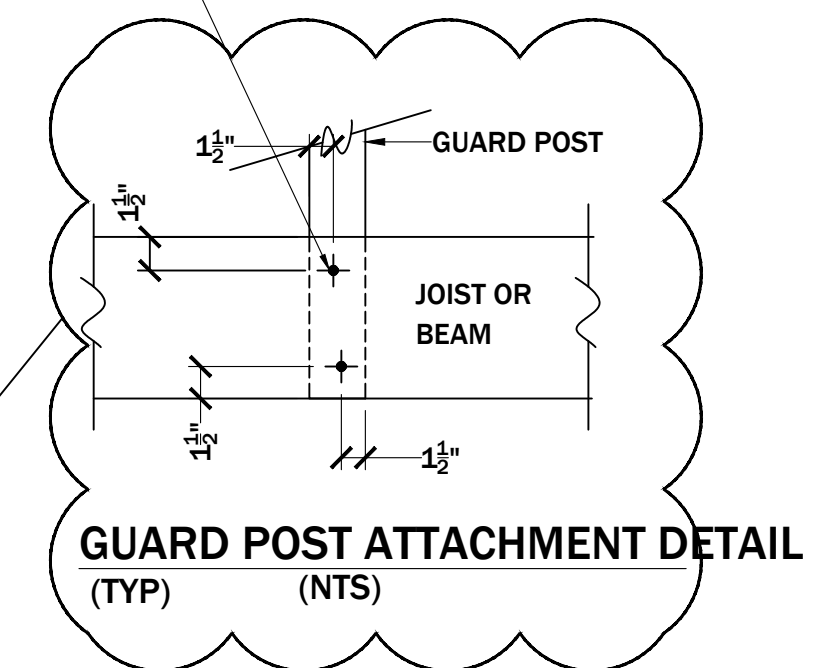 1½"
GUARD POST
1½"
JOIST OR
BEAM
1½"
1½"
GUARD POST ATTACHMENT DETAIL
(TYP) (NTS)